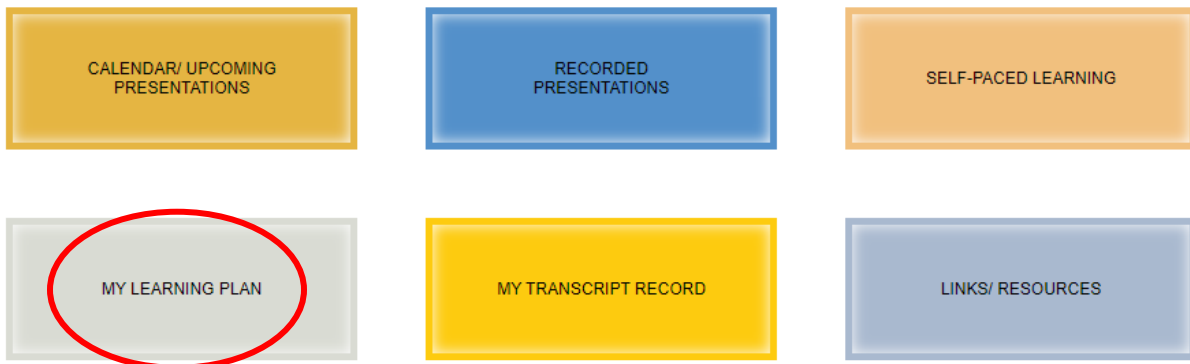 CALENDAR/ UPCOMING
PRESENTATIONS
RECORDED
PRESENTATIONS
SELF-PACED LEARNING
MY LEARNING PLAN
MY TRANSCRIPT RECORD
LINKS/ RESOURCES